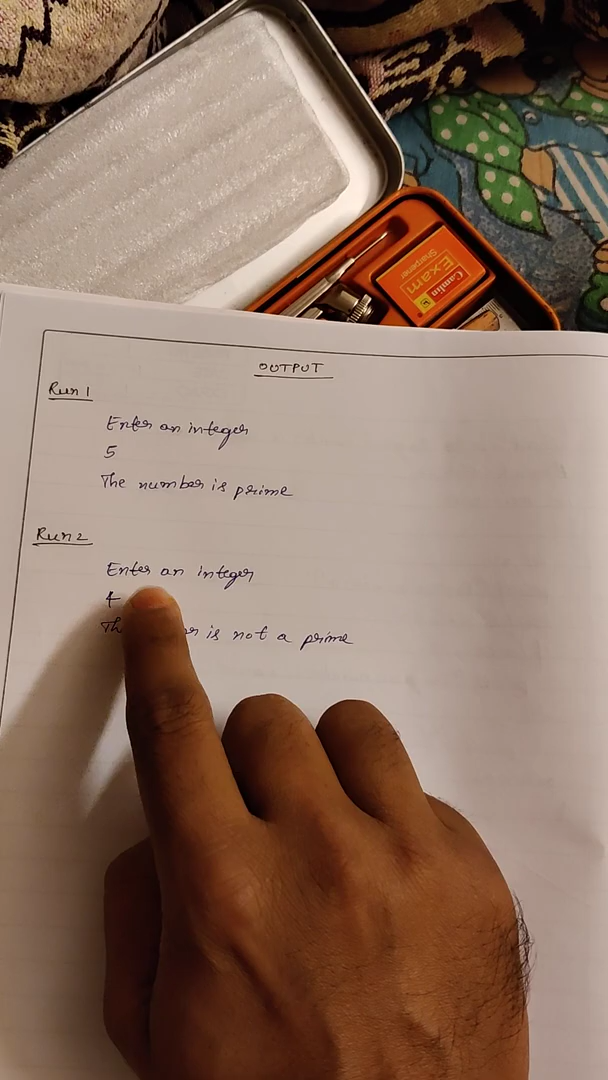 Camlin
Exam
Sharpener
OUTPUT
Run 1
Enter an integer
5
The number is prime
Run 2
Enter an integer
4
is not a prime